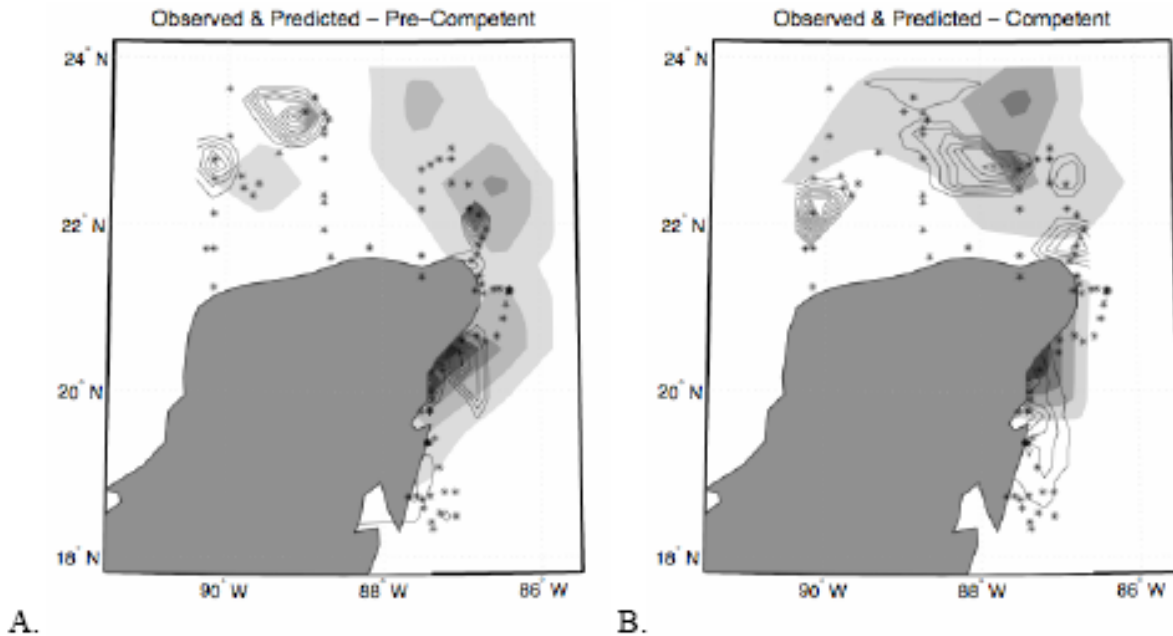 Observed & Predicted – Pre–Competent
Observed & Predicted – Competent
24° N
22° N
20° N
18° N
90° W
88° W
86° W
24° N
22° N
20° N
18° N
90° W
88° W
86° W
A.
B.